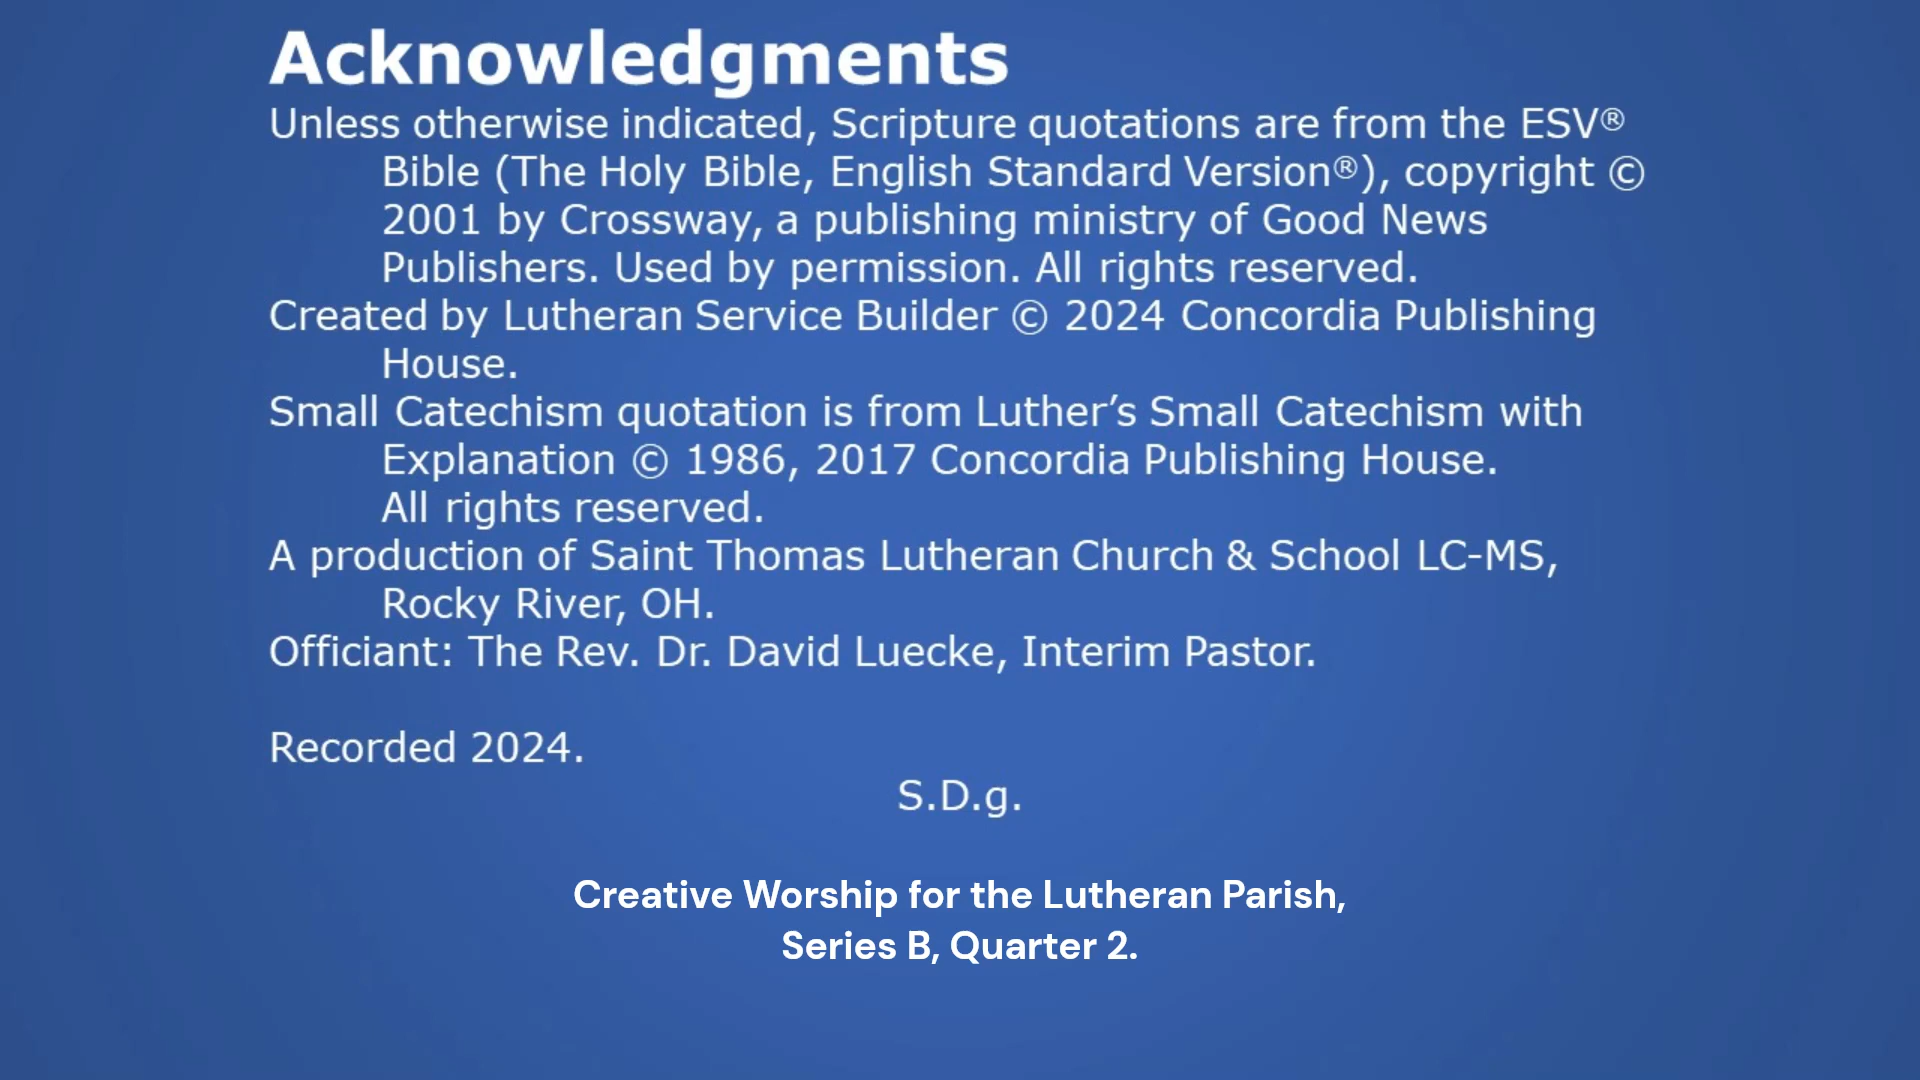 Acknowledgments
Unless otherwise indicated, Scripture quotations are from the ESV®
Bible (The Holy Bible, English Standard Version®), copyright ©
2001 by Crossway, a publishing ministry of Good News
Publishers. Used by permission. All rights reserved.
Created by Lutheran Service Builder © 2024 Concordia Publishing
House.
Small Catechism quotation is from Luther’s Small Catechism with
Explanation © 1986, 2017 Concordia Publishing House.
All rights reserved.
A production of Saint Thomas Lutheran Church & School LC-MS,
Rocky River, OH.
Officiant: The Rev. Dr. David Luecke, Interim Pastor.
Recorded 2024.
S.D.g.
Creative Worship for the Lutheran Parish,
Series B, Quarter 2.